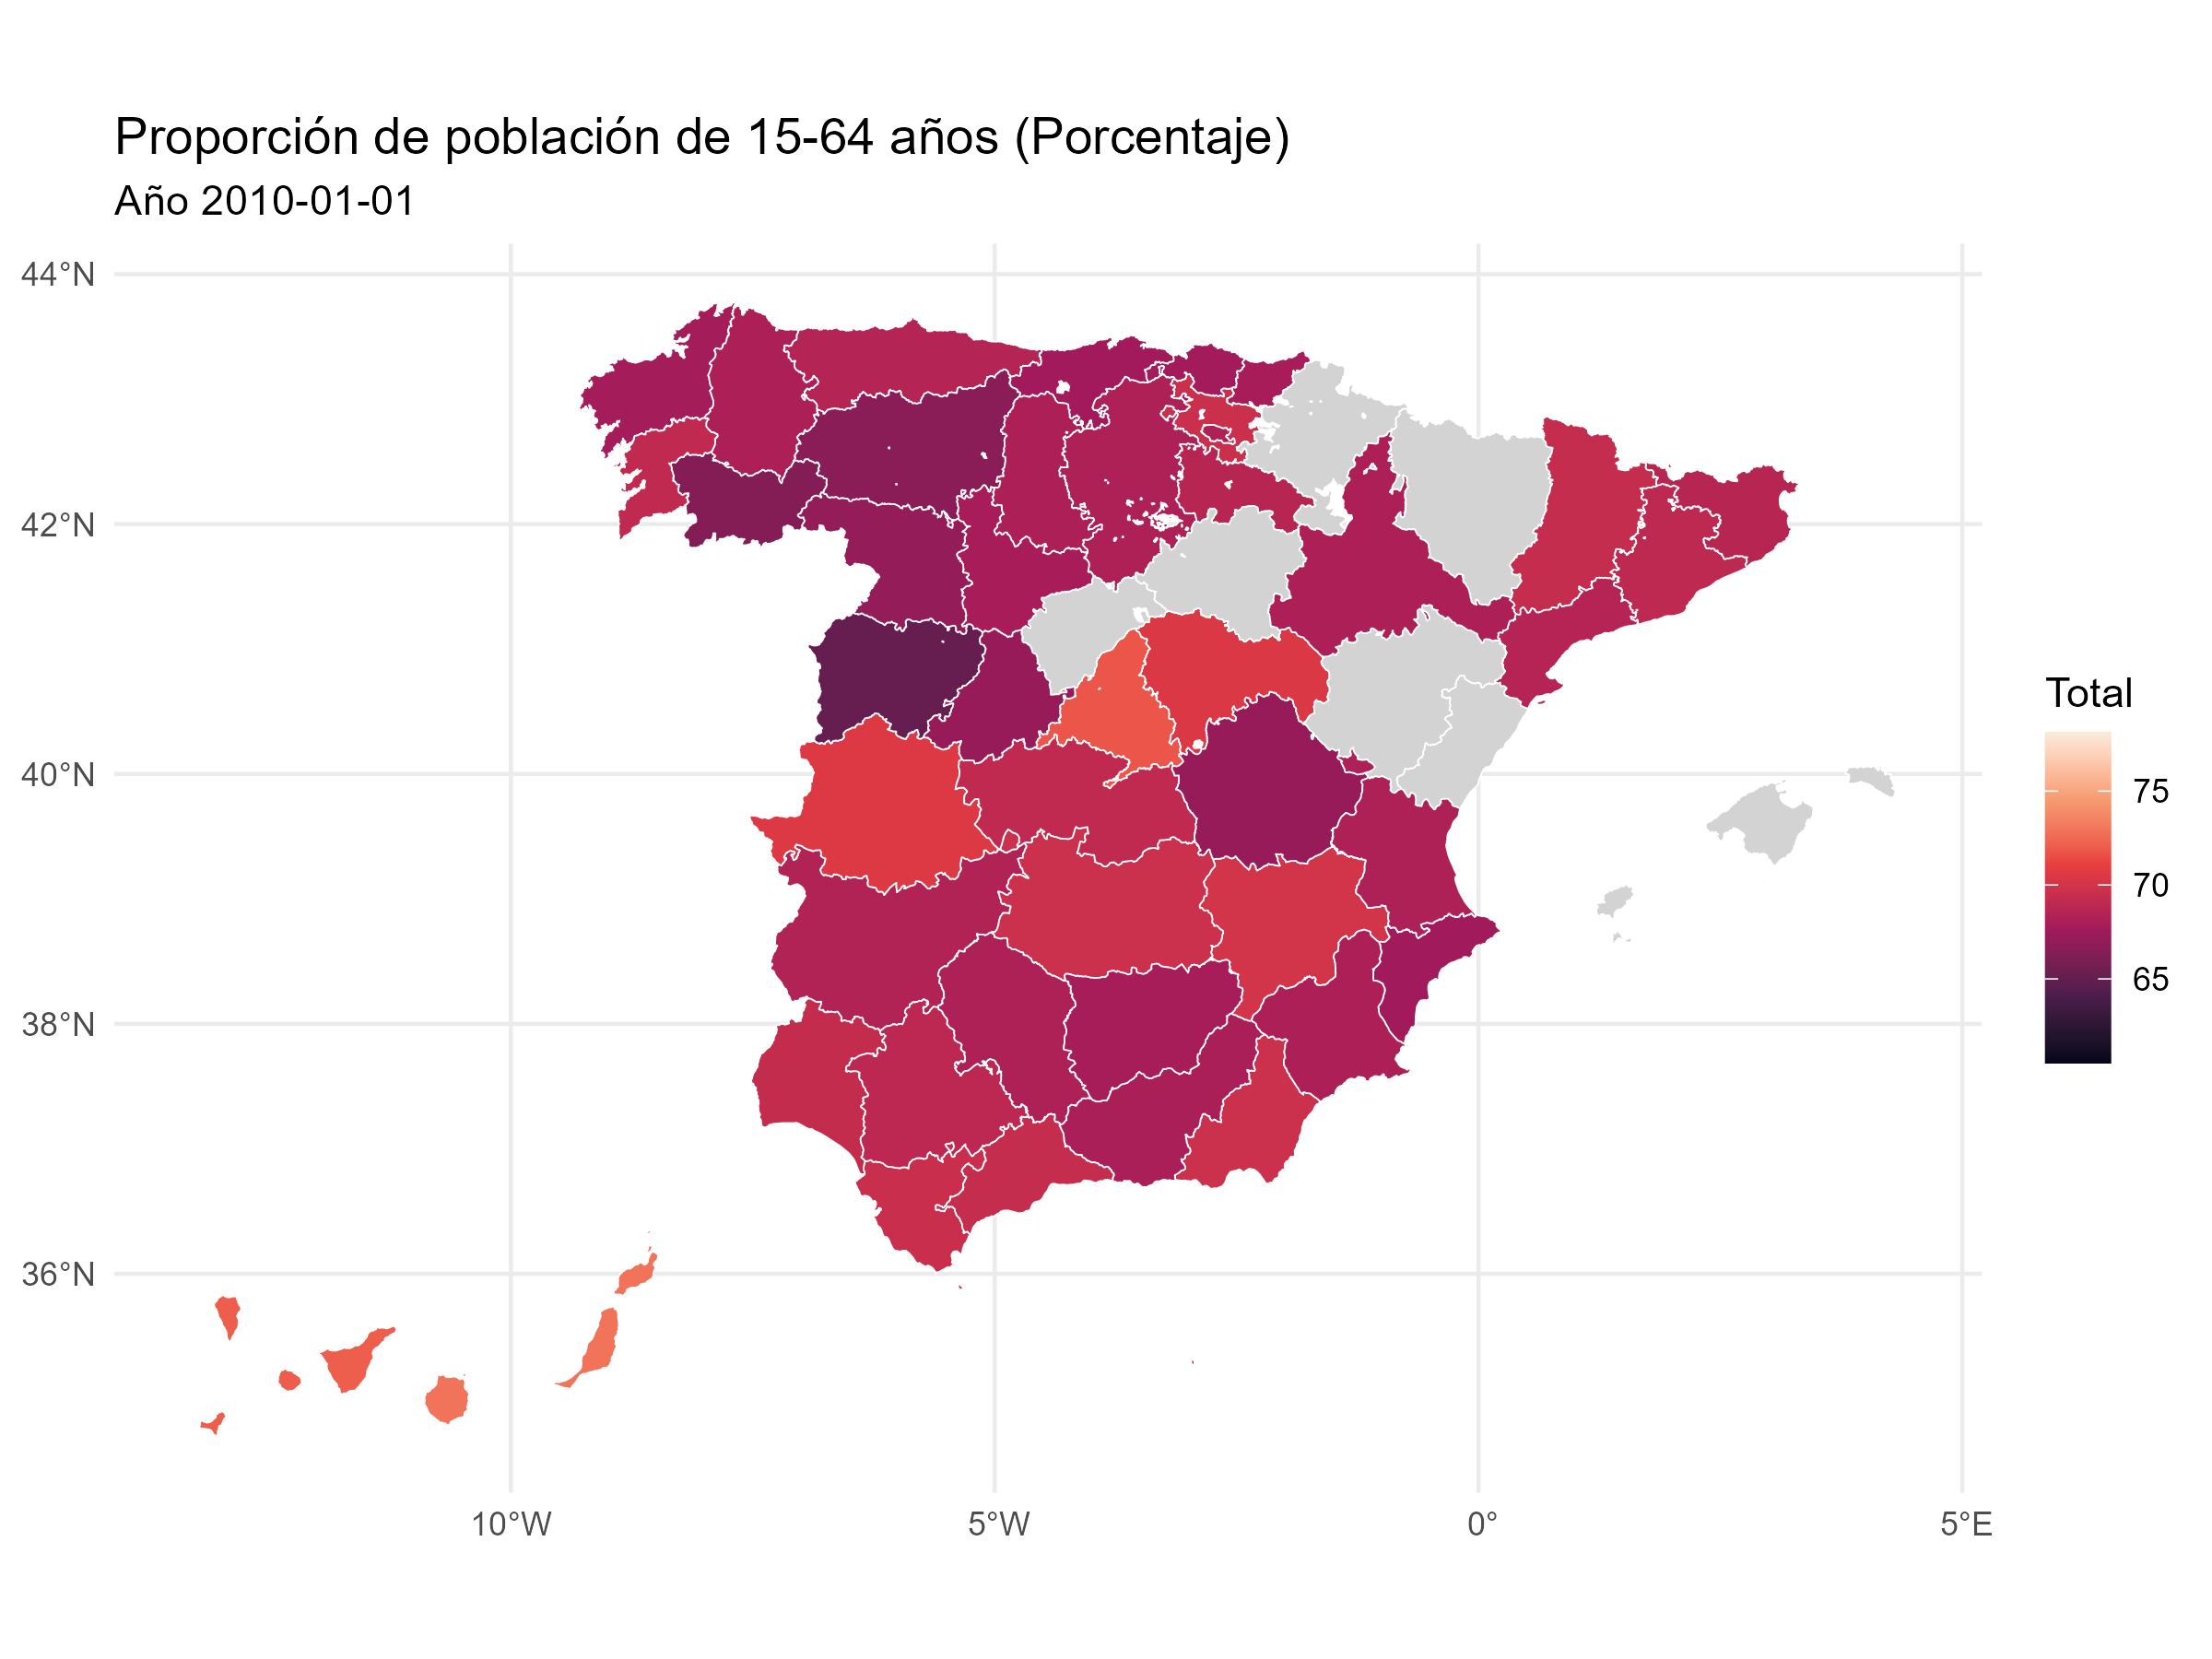 Proporción de población de 15-64 años (Porcentaje)
Año 2010-01-01
44°N
42°N
40°N
38°N
36°N
10°W
5°W
0°
5°E
Total
75
70
65